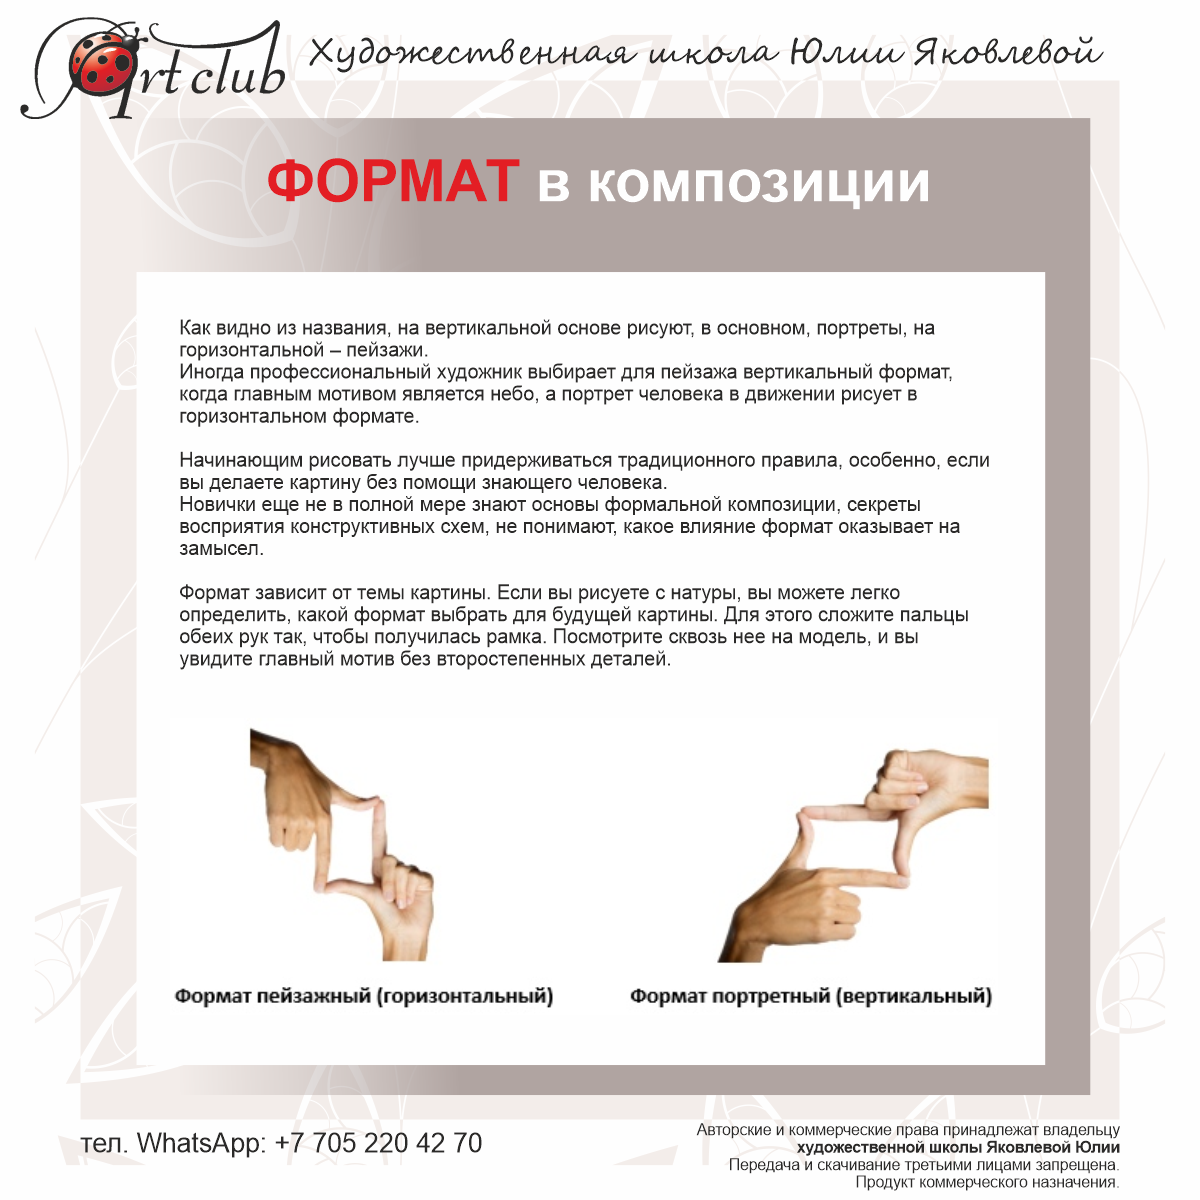 Art club
Художественная школа Юлии Яковлевой
ФОРМАТ в композиции
Как видно из названия, на вертикальной основе рисуют, в основном, портреты, на
горизонтальной – пейзажи.
Иногда профессиональный художник выбирает для пейзажа вертикальный формат,
когда главным мотивом является небо, а портрет человека в движении рисует в
горизонтальном формате.
Начинающим рисовать лучше придерживаться традиционного правила, особенно, если
вы делаете картину без помощи знающего человека.
Новички еще не в полной мере знают основы формальной композиции, секреты
восприятия конструктивных схем, не понимают, какое влияние формат оказывает на
замысел.
Формат зависит от темы картины. Если вы рисуете с натуры, вы можете легко
определить, какой формат выбрать для будущей картины. Для этого сложите пальцы
обеих рук так, чтобы получилась рамка. Посмотрите сквозь нее на модель, и вы
увидите главный мотив без второстепенных деталей.
Формат пейзажный (горизонтальный)
Формат портретный (вертикальный)
тел. WhatsApp: +7 705 220 42 70
Авторские и коммерческие права принадлежат владельцу
художественной школы Яковлевой Юлии
Передача и скачивание третьими лицами запрещена.
Продукт коммерческого назначения.